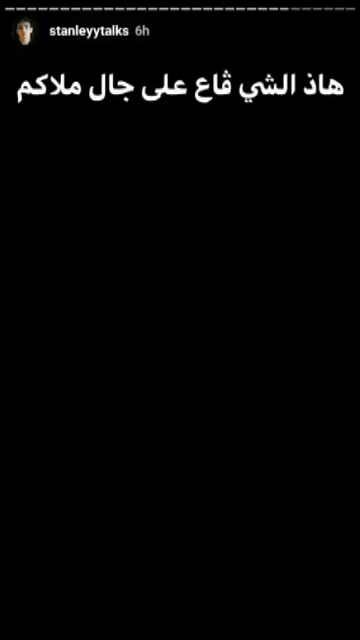 stanleyytalks 6h
هاذ الشي ڤاع على جال ملاكم